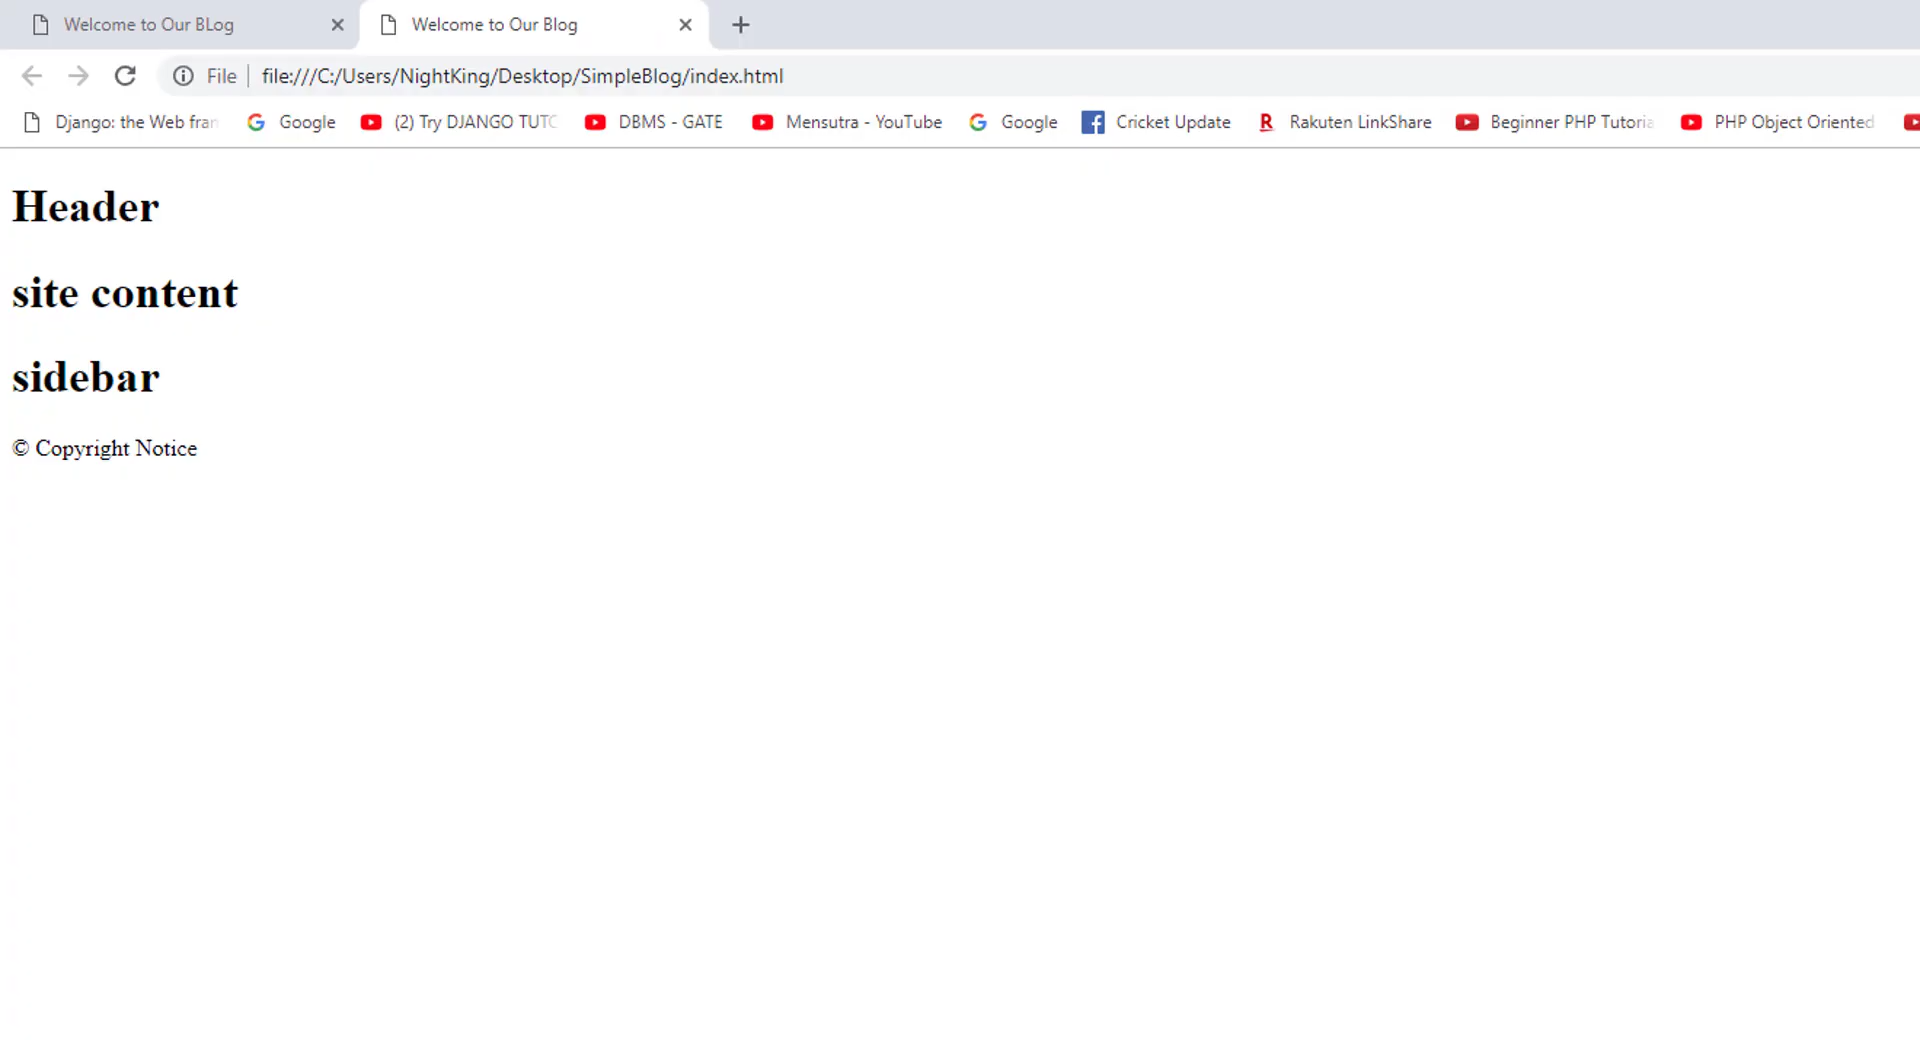 Welcome to Our BLog Welcome to Our Blog
File file:///C:/Users/NightKing/Desktop/SimpleBlog/index.html
Django: the Web fran Google (2) Try DJANGO TUTO DBMS - GATE Mensutra - YouTube Google Cricket Update Rakuten LinkShare Beginner PHP Tutoria PHP Object Oriented
Header
site content
sidebar
© Copyright Notice